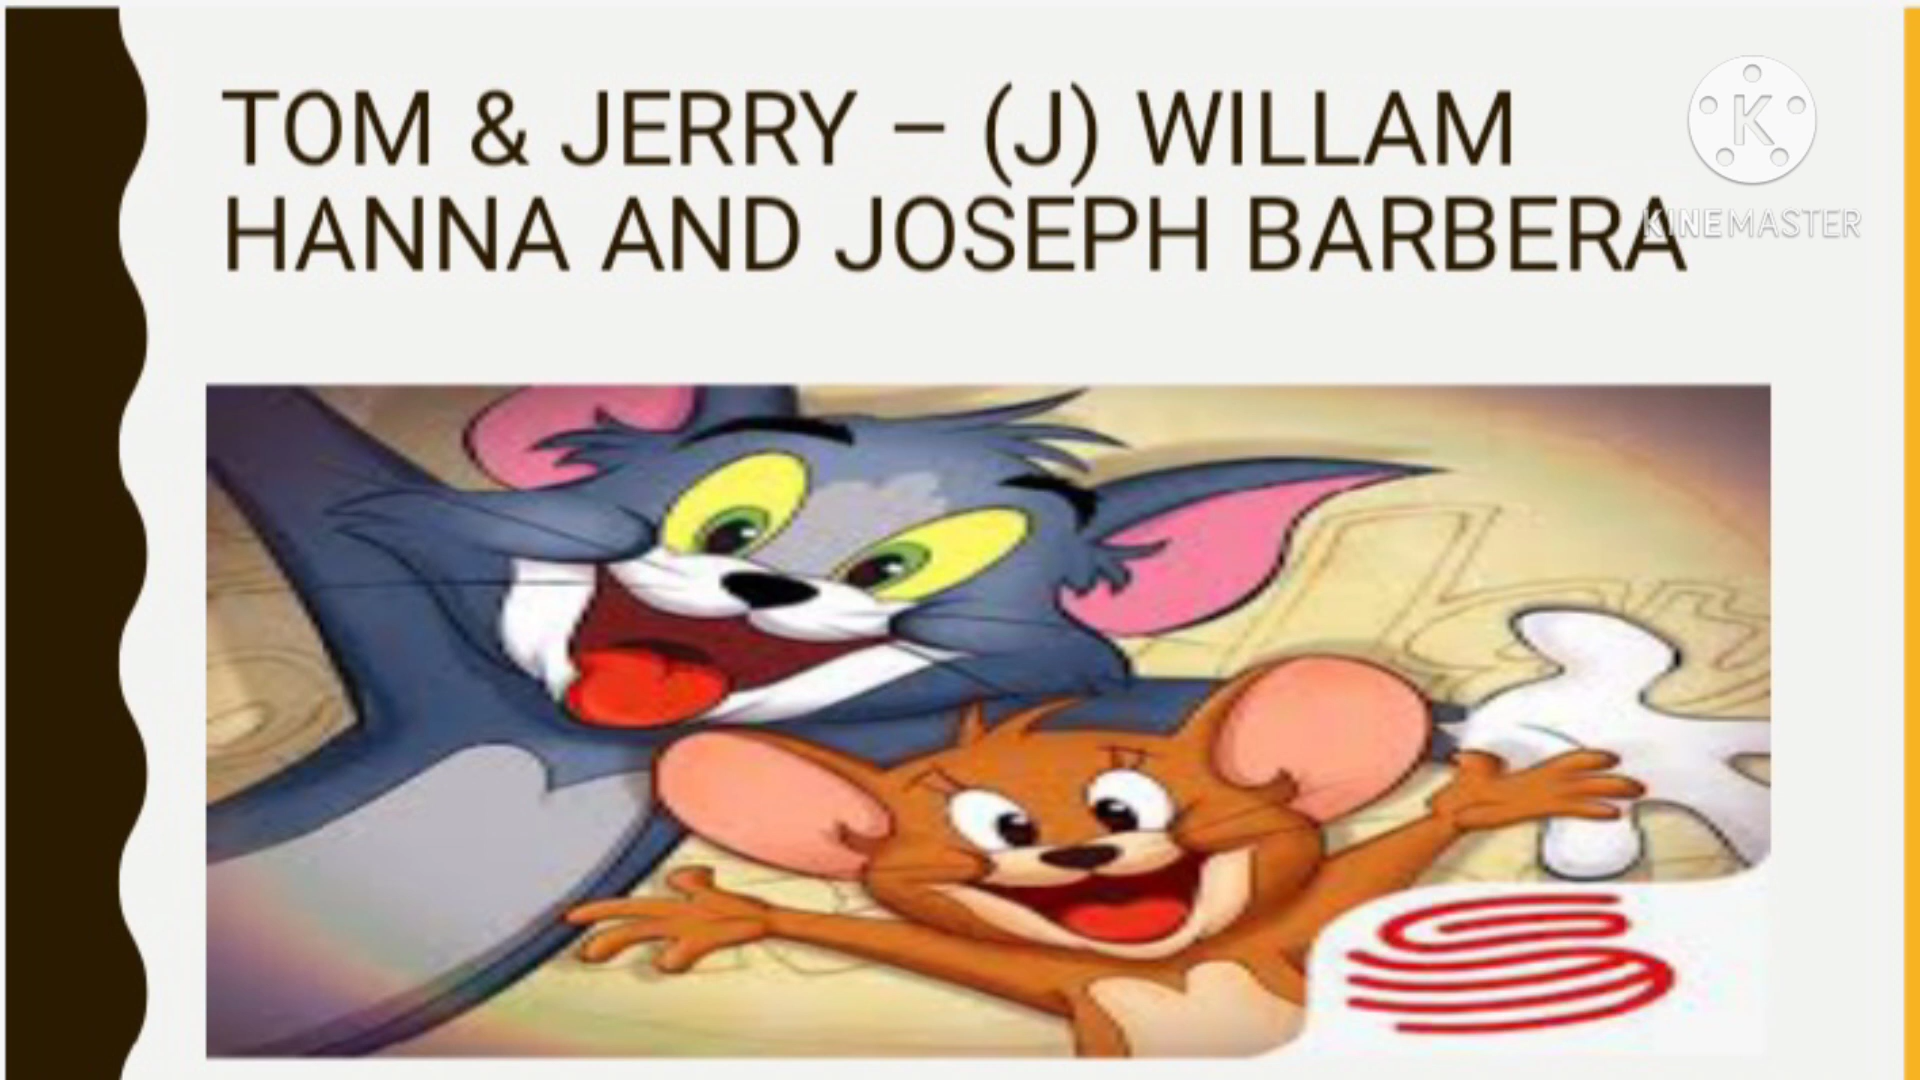 TOM & JERRY – (J) WILLAM
HANNA AND JOSEPH BARBERA
K
KINEMASTER